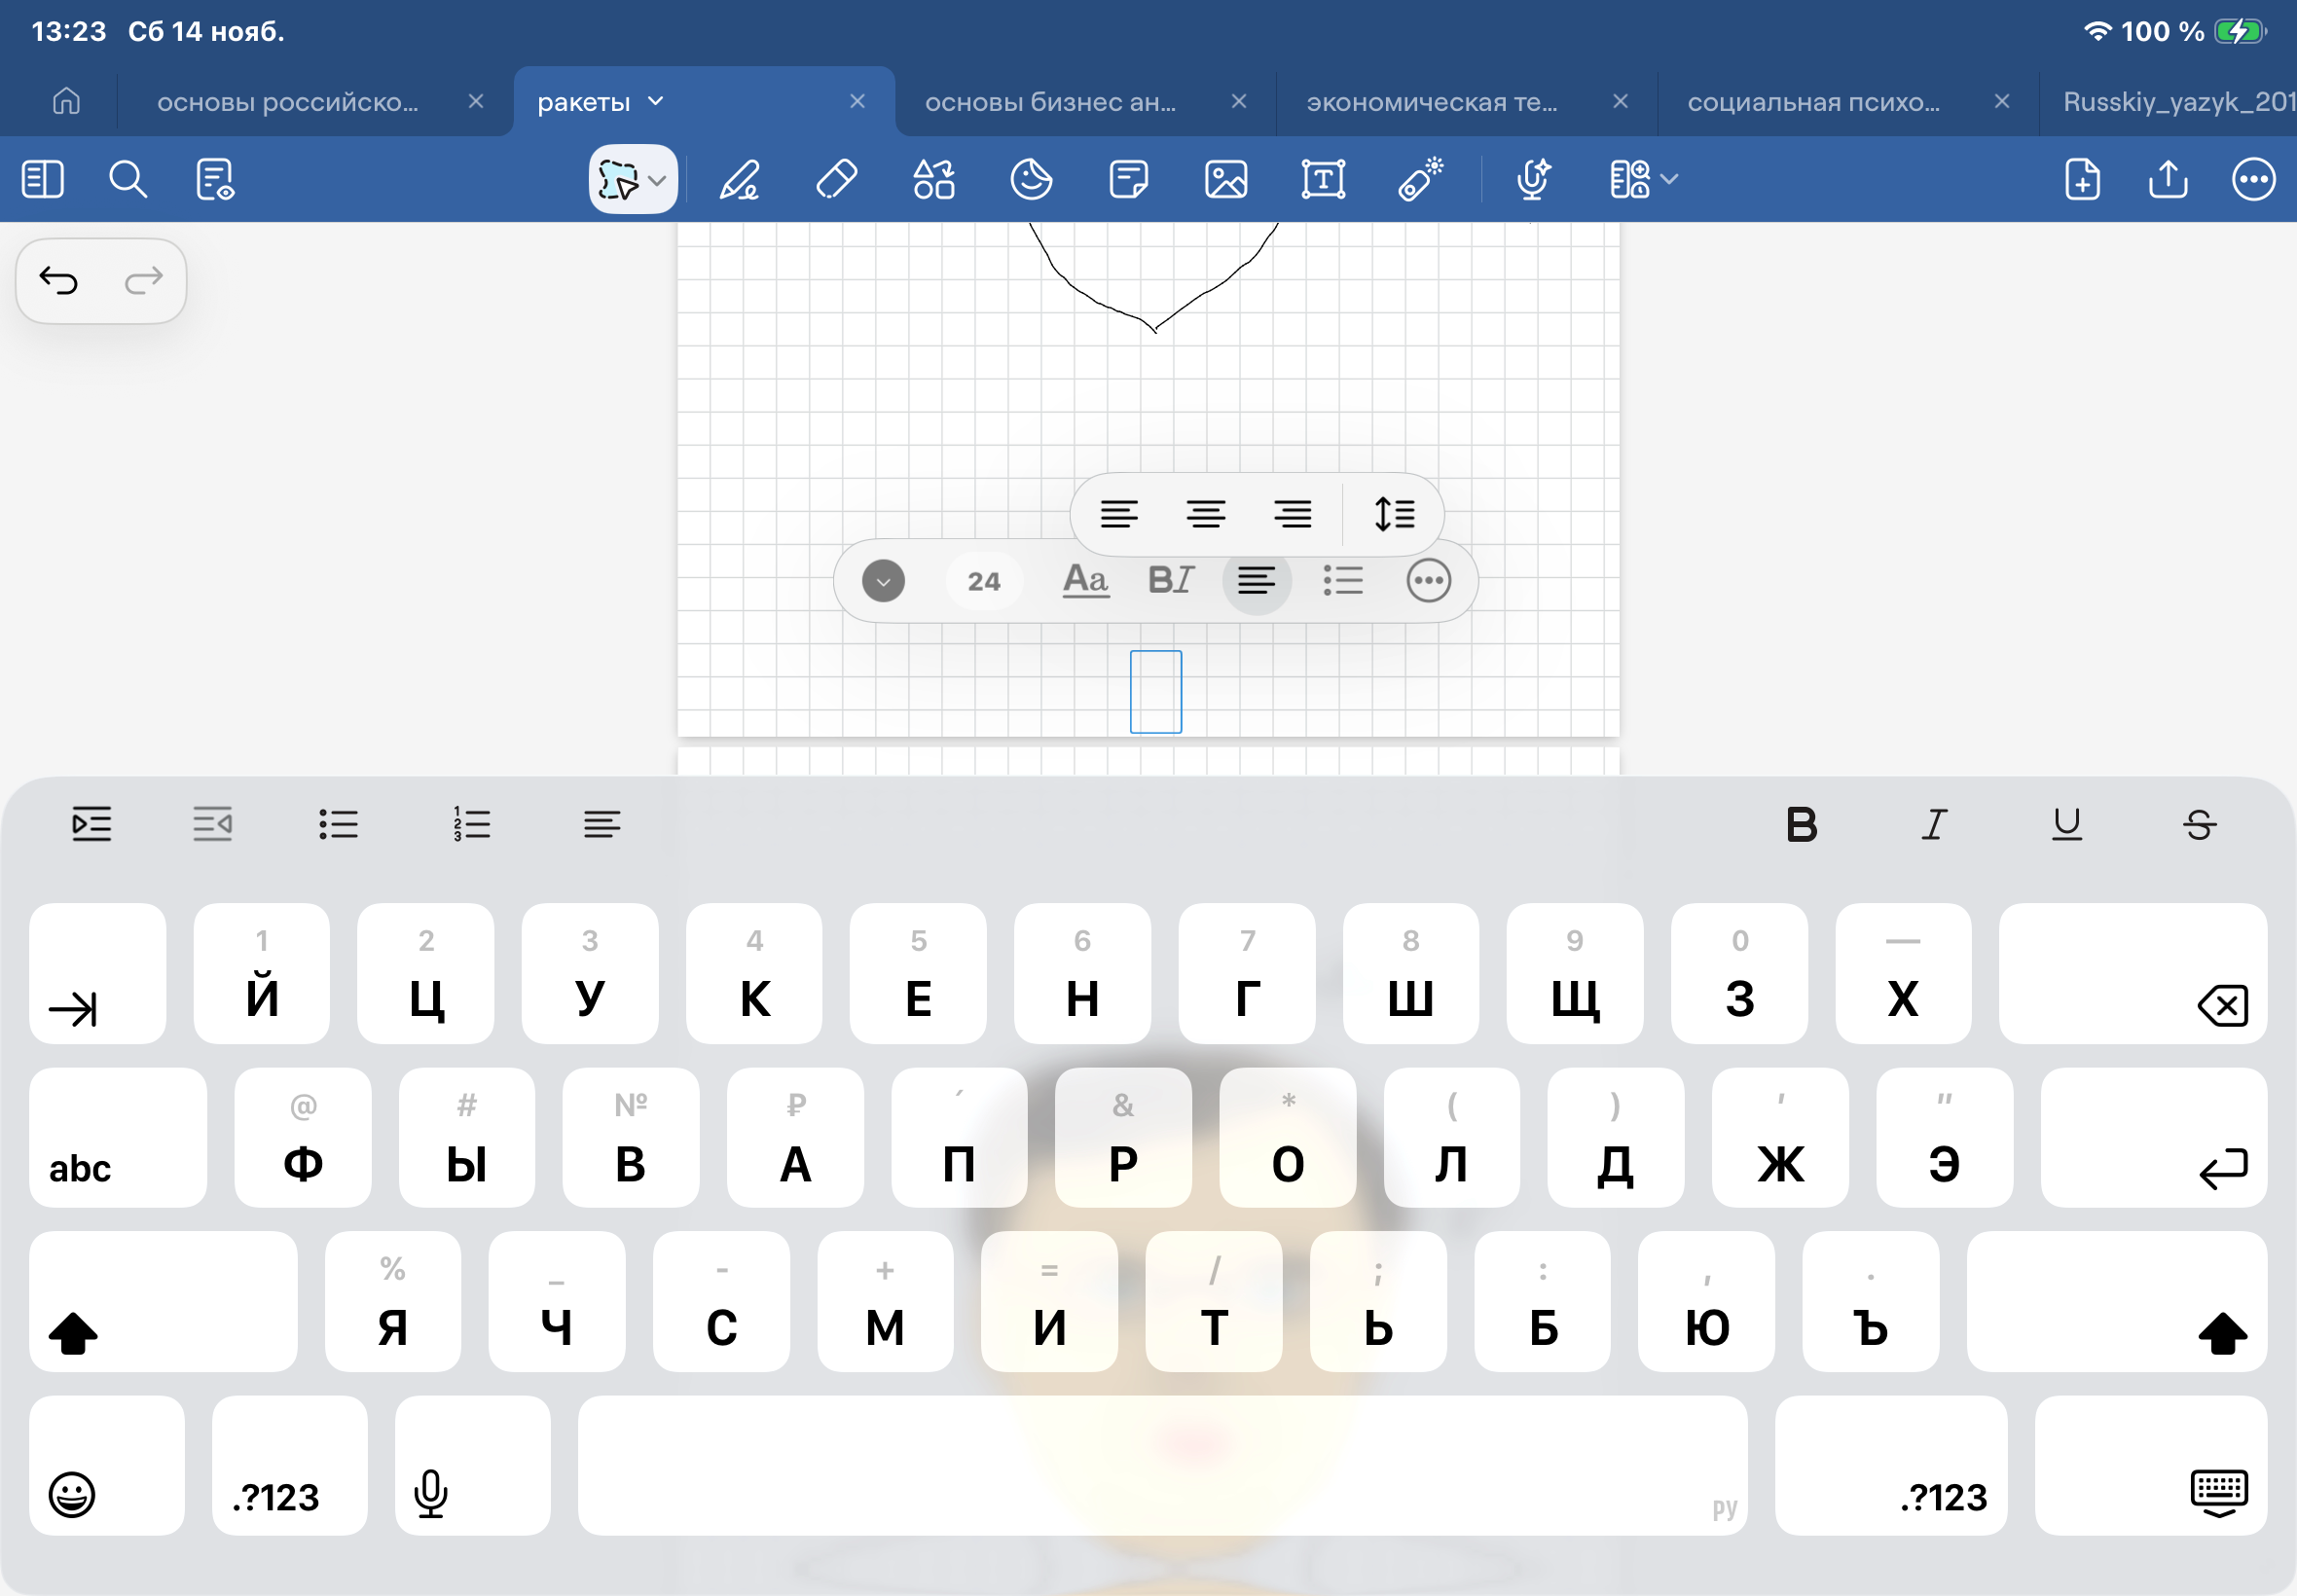 13:23 Сб 14 нояб. 100 %
основы российско... ракеты основы бизнес ан... экономическая те... социальная психо... Russkiy_yazyk_201
24 Aa BI
B I U S
1 2 3 4 5 6 7 8 9 0 —
Й Ц У К Е Н Г Ш Щ З Х
@ # № ₽ ´ & * ( ) ' "
abc Ф Ы В А П Р О Л Д Ж Э
% _ - + = / ; : , .
Я Ч С М И Т Ь Б Ю Ъ
.?123 РУ .?123